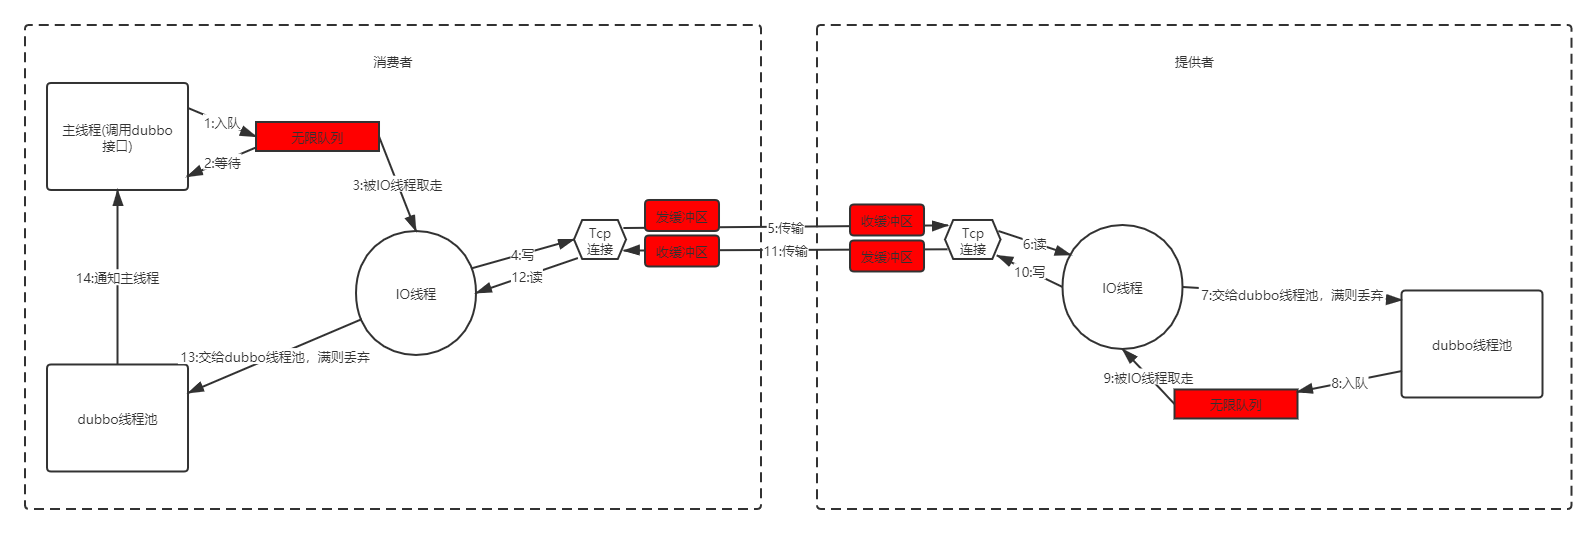 消费者
主线程(调用dubbo
接口)
1:入队
2:等待
无限队列
3:被IO线程取走
IO线程
4:写
12:读
Tcp
连接
发缓冲区
收缓冲区
13:交给dubbo线程池，满则丢弃
14:通知主线程
dubbo线程池
5:传输
11:传输
提供者
收缓冲区
发缓冲区
Tcp
连接
6:读
10:写
IO线程
7:交给dubbo线程池，满则丢弃
dubbo线程池
8:入队
9:被IO线程取走
无限队列